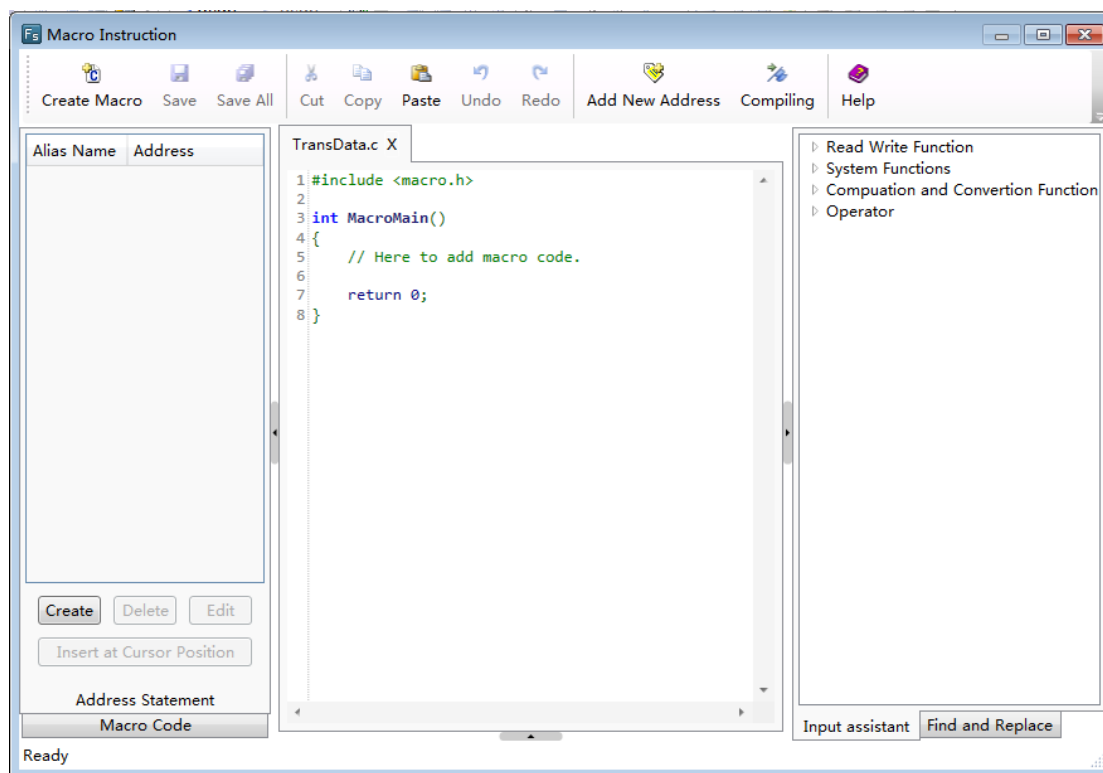 Fs Macro Instruction
Create Macro Save Save All Cut Copy Paste Undo Redo Add New Address Compiling Help
Alias Name Address
TransData.c X
1 #include <macro.h>
2
3 int MacroMain()
4 {
5 // Here to add macro code.
6
7 return 0;
8 }
Read Write Function
System Functions
Compuation and Convertion Function
Operator
Create Delete Edit
Insert at Cursor Position
Address Statement
Macro Code
Input assistant Find and Replace
Ready